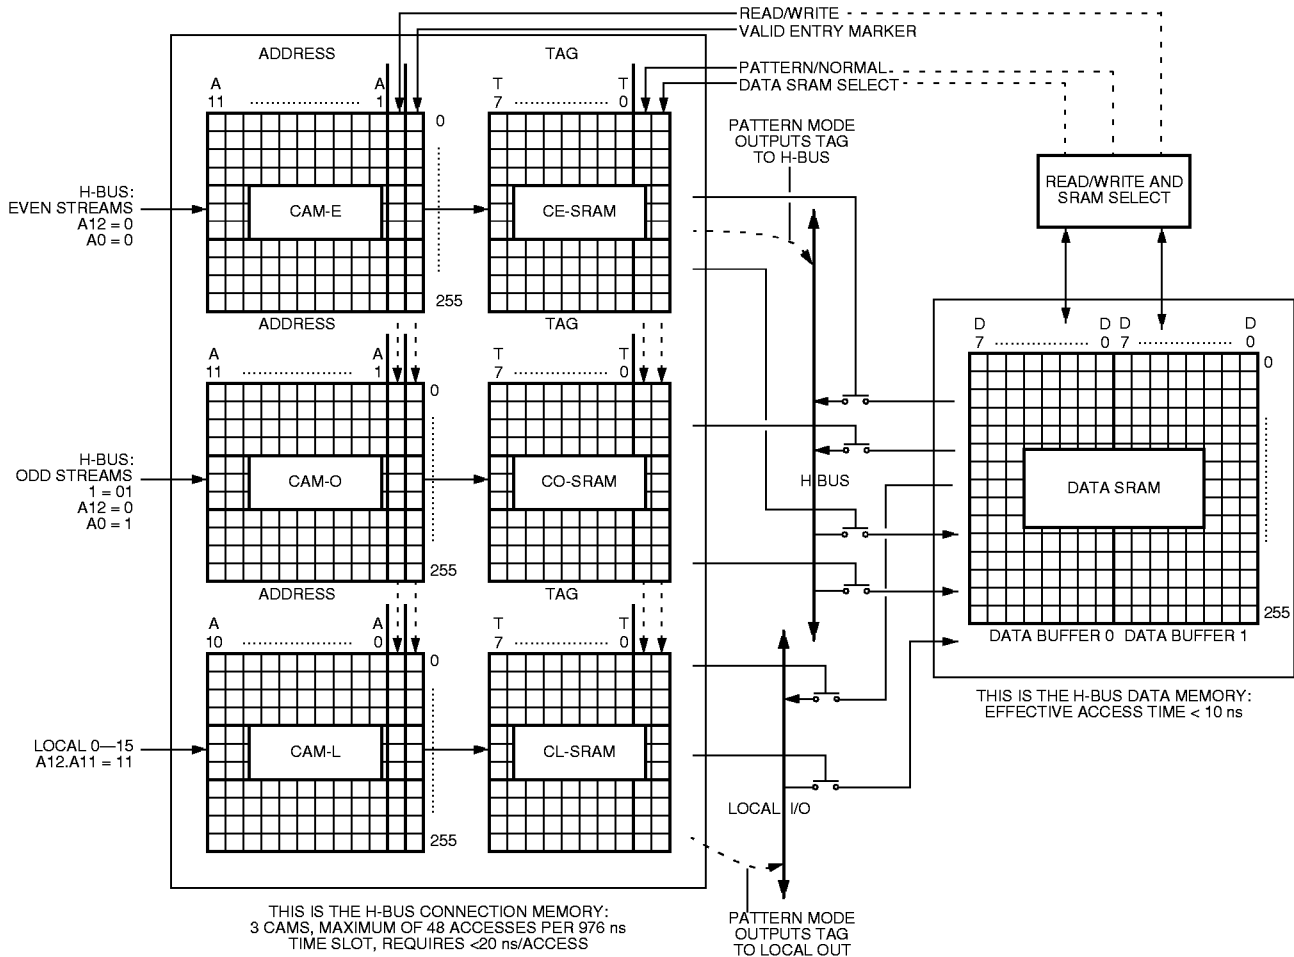 READ/WRITE
VALID ENTRY MARKER
PATTERN/NORMAL
DATA SRAM SELECT
ADDRESS
TAG
A
11
A
1
T
7
T
0
0
255
H-BUS:
EVEN STREAMS
A12 = 0
A0 = 0
CAM-E
CE-SRAM
PATTERN MODE
OUTPUTS TAG
TO H-BUS
READ/WRITE AND
SRAM SELECT
ADDRESS
TAG
A
11
A
1
T
7
T
0
0
255
H-BUS:
ODD STREAMS
1 = 01
A12 = 0
A0 = 1
CAM-O
CO-SRAM
H-BUS
D
7
D
0
D
7
D
0
0
255
DATA SRAM
DATA BUFFER 0
DATA BUFFER 1
THIS IS THE H-BUS DATA MEMORY:
EFFECTIVE ACCESS TIME < 10 ns
ADDRESS
TAG
A
10
A
0
T
7
T
0
0
255
LOCAL 0—15
A12.A11 = 11
CAM-L
CL-SRAM
LOCAL I/O
PATTERN MODE
OUTPUTS TAG
TO LOCAL OUT
THIS IS THE H-BUS CONNECTION MEMORY:
3 CAMS, MAXIMUM OF 48 ACCESSES PER 976 ns
TIME SLOT, REQUIRES <20 ns/ACCESS